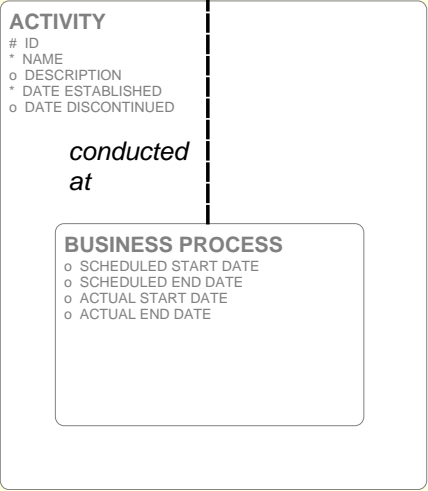 ACTIVITY
# ID
* NAME
o DESCRIPTION
* DATE ESTABLISHED
o DATE DISCONTINUED
conducted
at
BUSINESS PROCESS
o SCHEDULED START DATE
o SCHEDULED END DATE
o ACTUAL START DATE
o ACTUAL END DATE